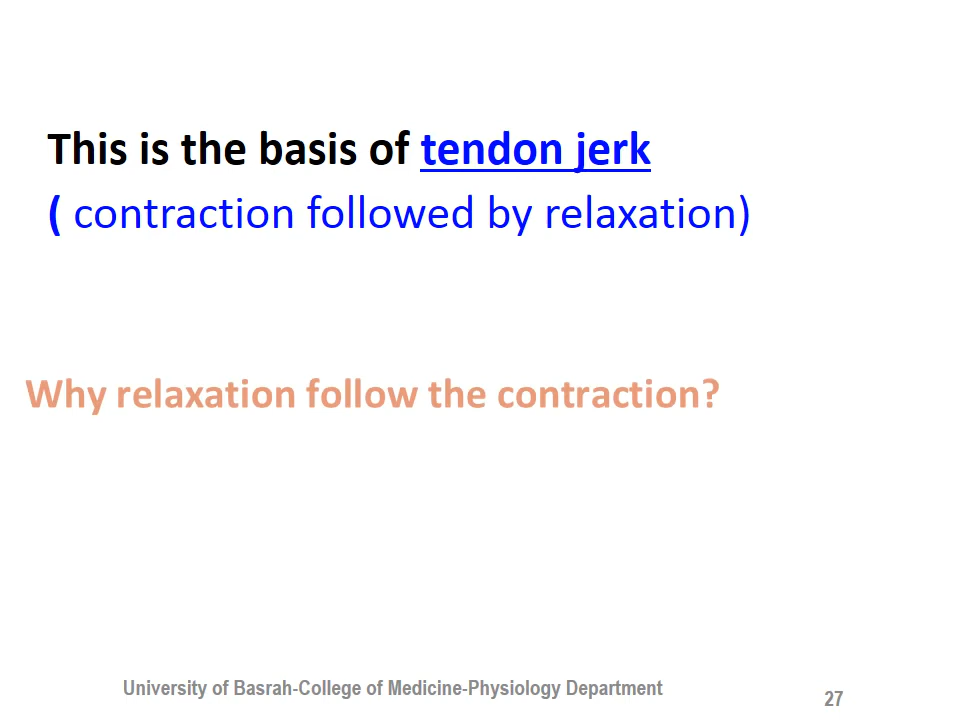 This is the basis of tendon jerk
( contraction followed by relaxation)
Why relaxation follow the contraction?
University of Basrah-College of Medicine-Physiology Department
27